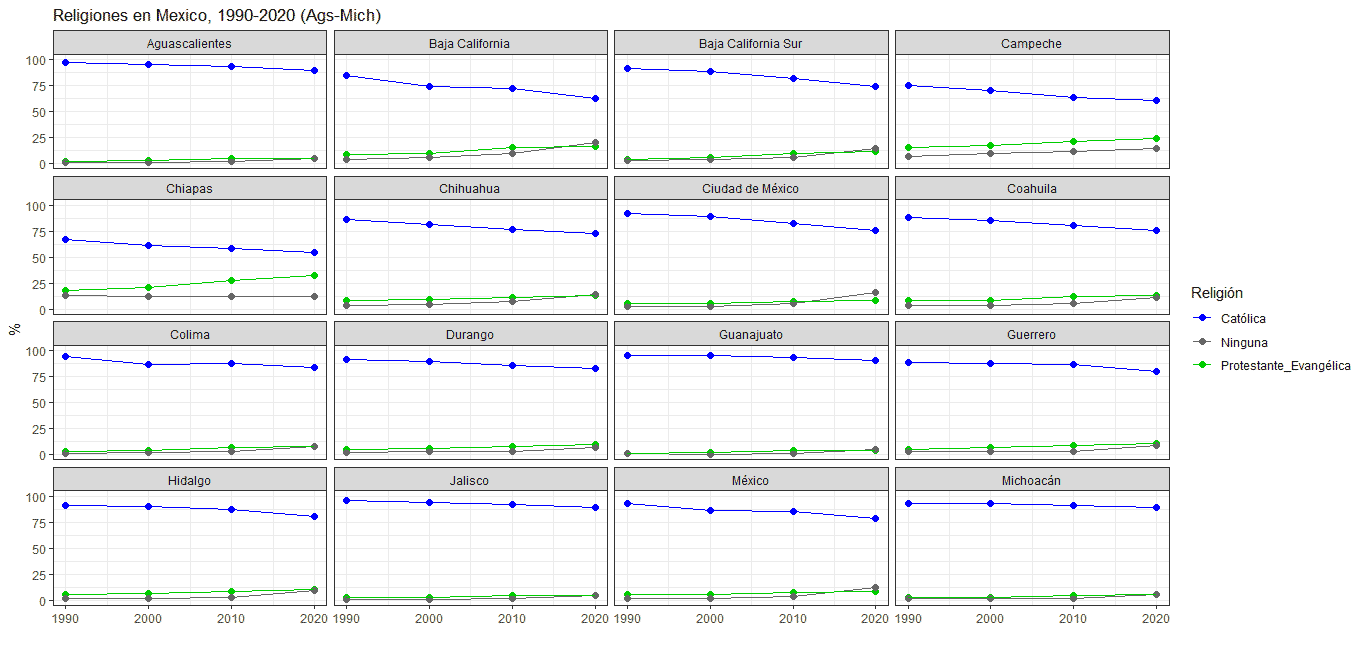 Religiones en Mexico, 1990-2020 (Ags-Mich)
Aguascalientes Baja California Baja California Sur Campeche
100
75
50
25
0
Chiapas Chihuahua Ciudad de México Coahuila
100
75
50
25
0
%
Colima Durango Guanajuato Guerrero
100
75
50
25
0
Hidalgo Jalisco México Michoacán
100
75
50
25
0
1990 2000 2010 2020 1990 2000 2010 2020 1990 2000 2010 2020 1990 2000 2010 2020
Religión
Católica
Ninguna
Protestante_Evangélica